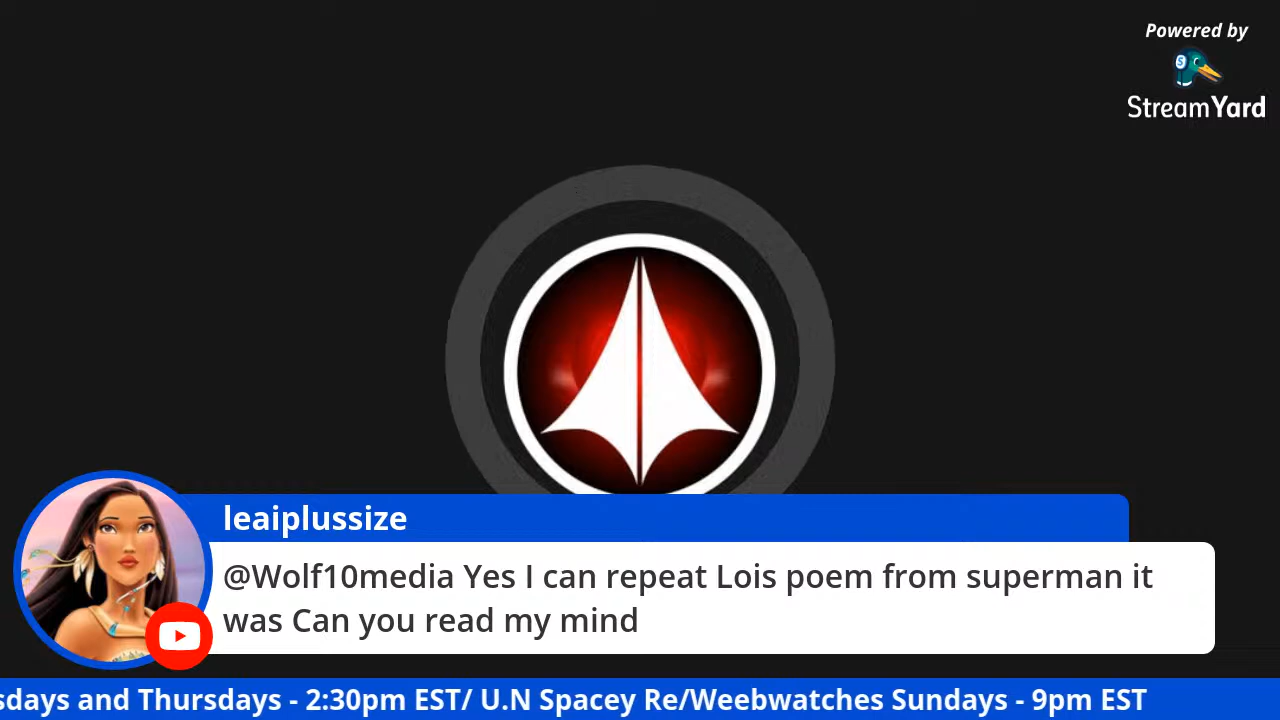 Powered by
StreamYard
leaiplussize
@Wolf10media Yes I can repeat Lois poem from superman it
was Can you read my mind
sdays and Thursdays - 2:30pm EST/ U.N Spacey Re/Weebwatches Sundays - 9pm EST